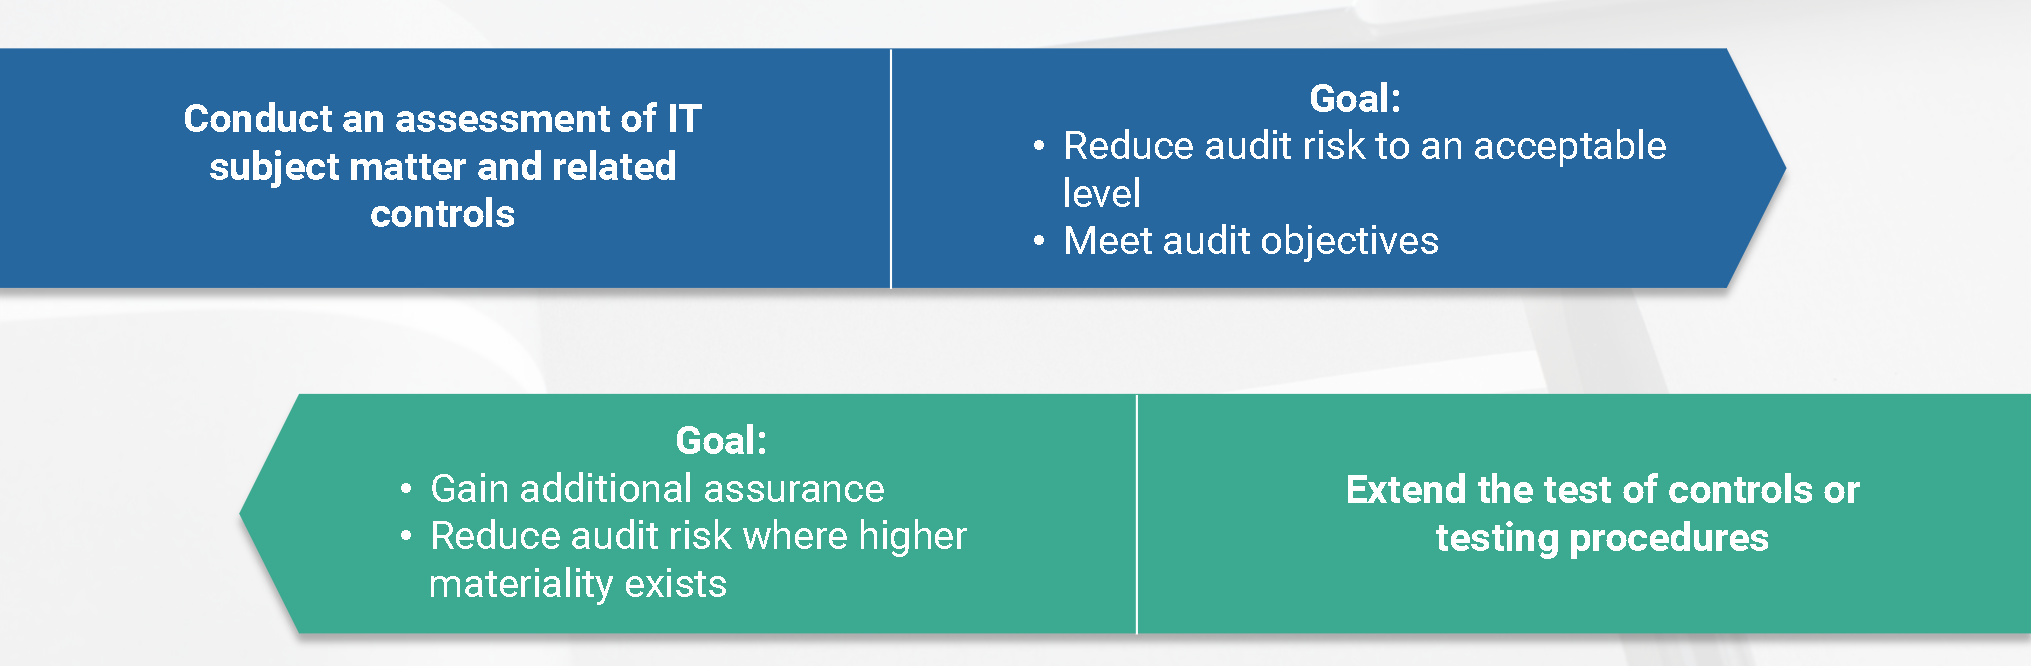 Conduct an assessment of IT
subject matter and related
controls
Goal:
• Reduce audit risk to an acceptable
level
• Meet audit objectives
Goal:
• Gain additional assurance
• Reduce audit risk where higher
materiality exists
Extend the test of controls or
testing procedures